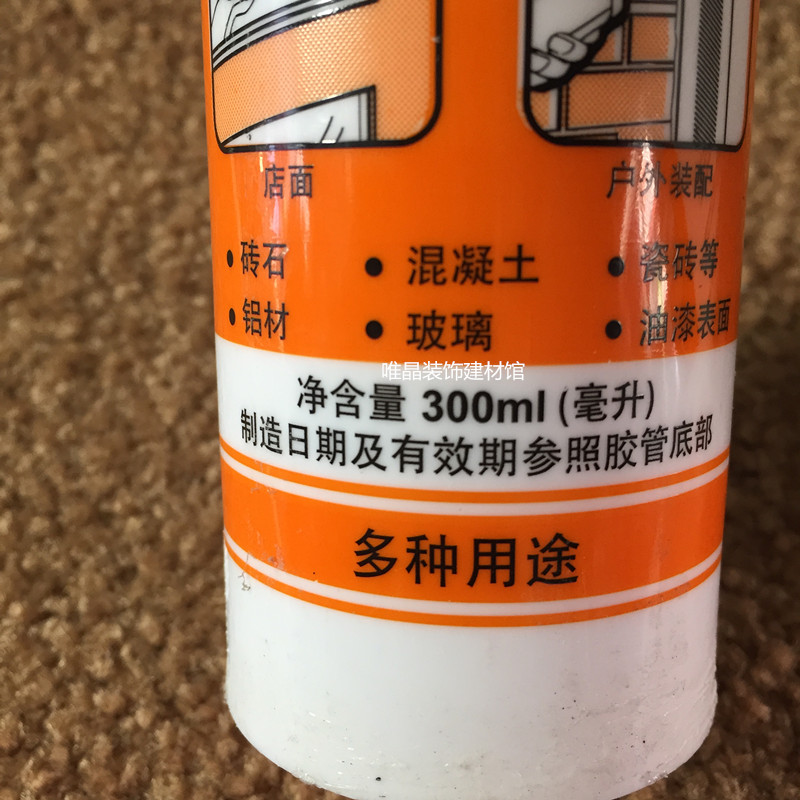 店面 户外装配
• 砖石 • 混凝土 • 瓷砖等
• 铝材 • 玻璃 • 油漆表面
唯晶装饰建材馆
净含量 300ml (毫升)
制造日期及有效期参照胶管底部
多种用途